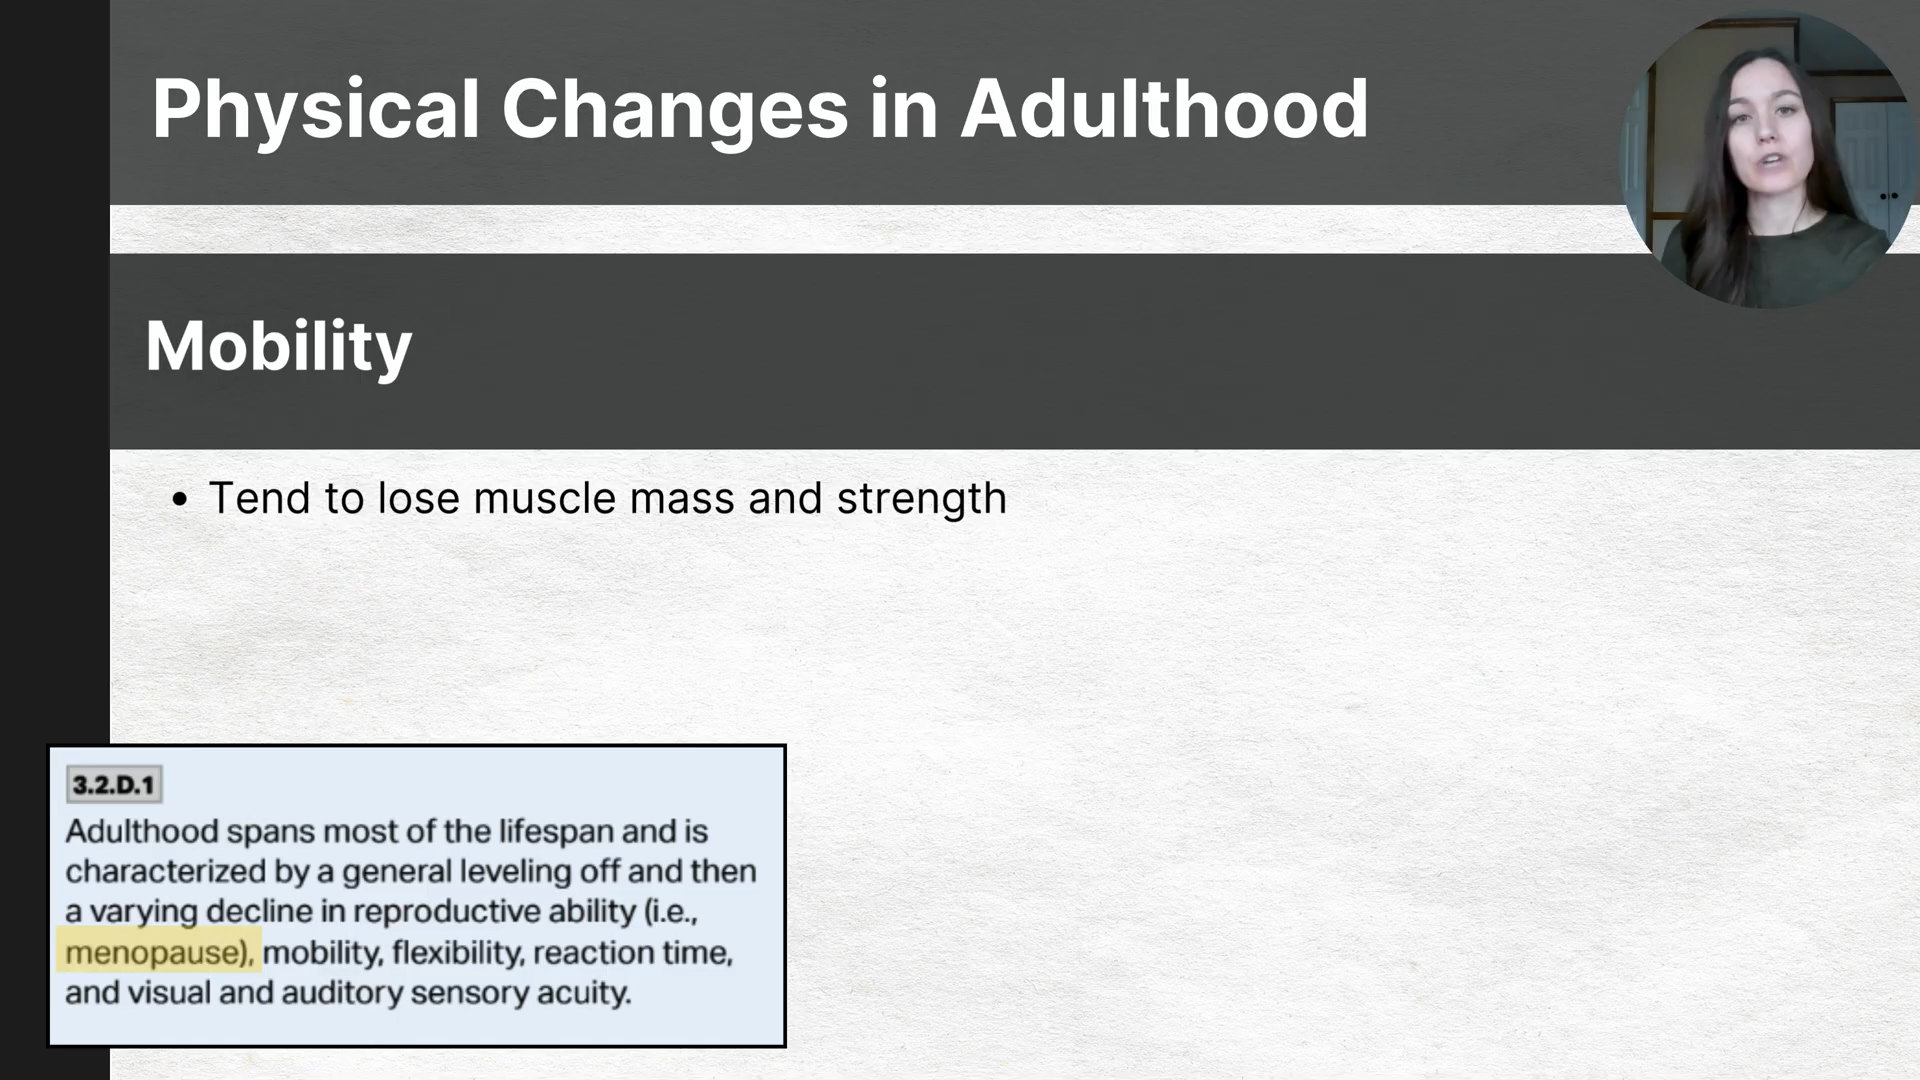 Physical Changes in Adulthood
Mobility
• Tend to lose muscle mass and strength
3.2.D.1
Adulthood spans most of the lifespan and is
characterized by a general leveling off and then
a varying decline in reproductive ability (i.e.,
menopause), mobility, flexibility, reaction time,
and visual and auditory sensory acuity.